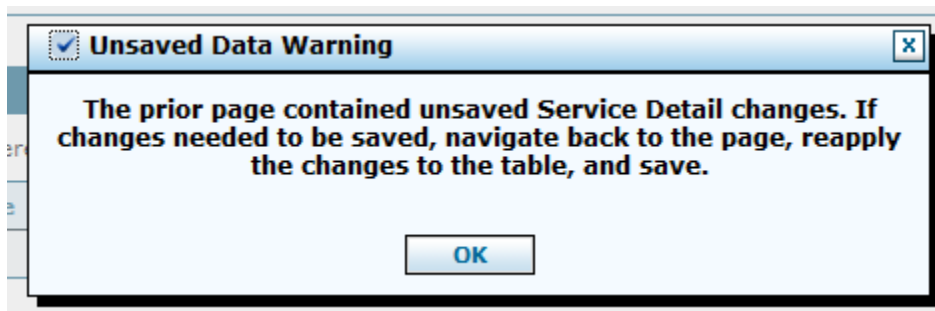 Unsaved Data Warning
The prior page contained unsaved Service Detail changes. If
changes needed to be saved, navigate back to the page, reapply
the changes to the table, and save.
OK